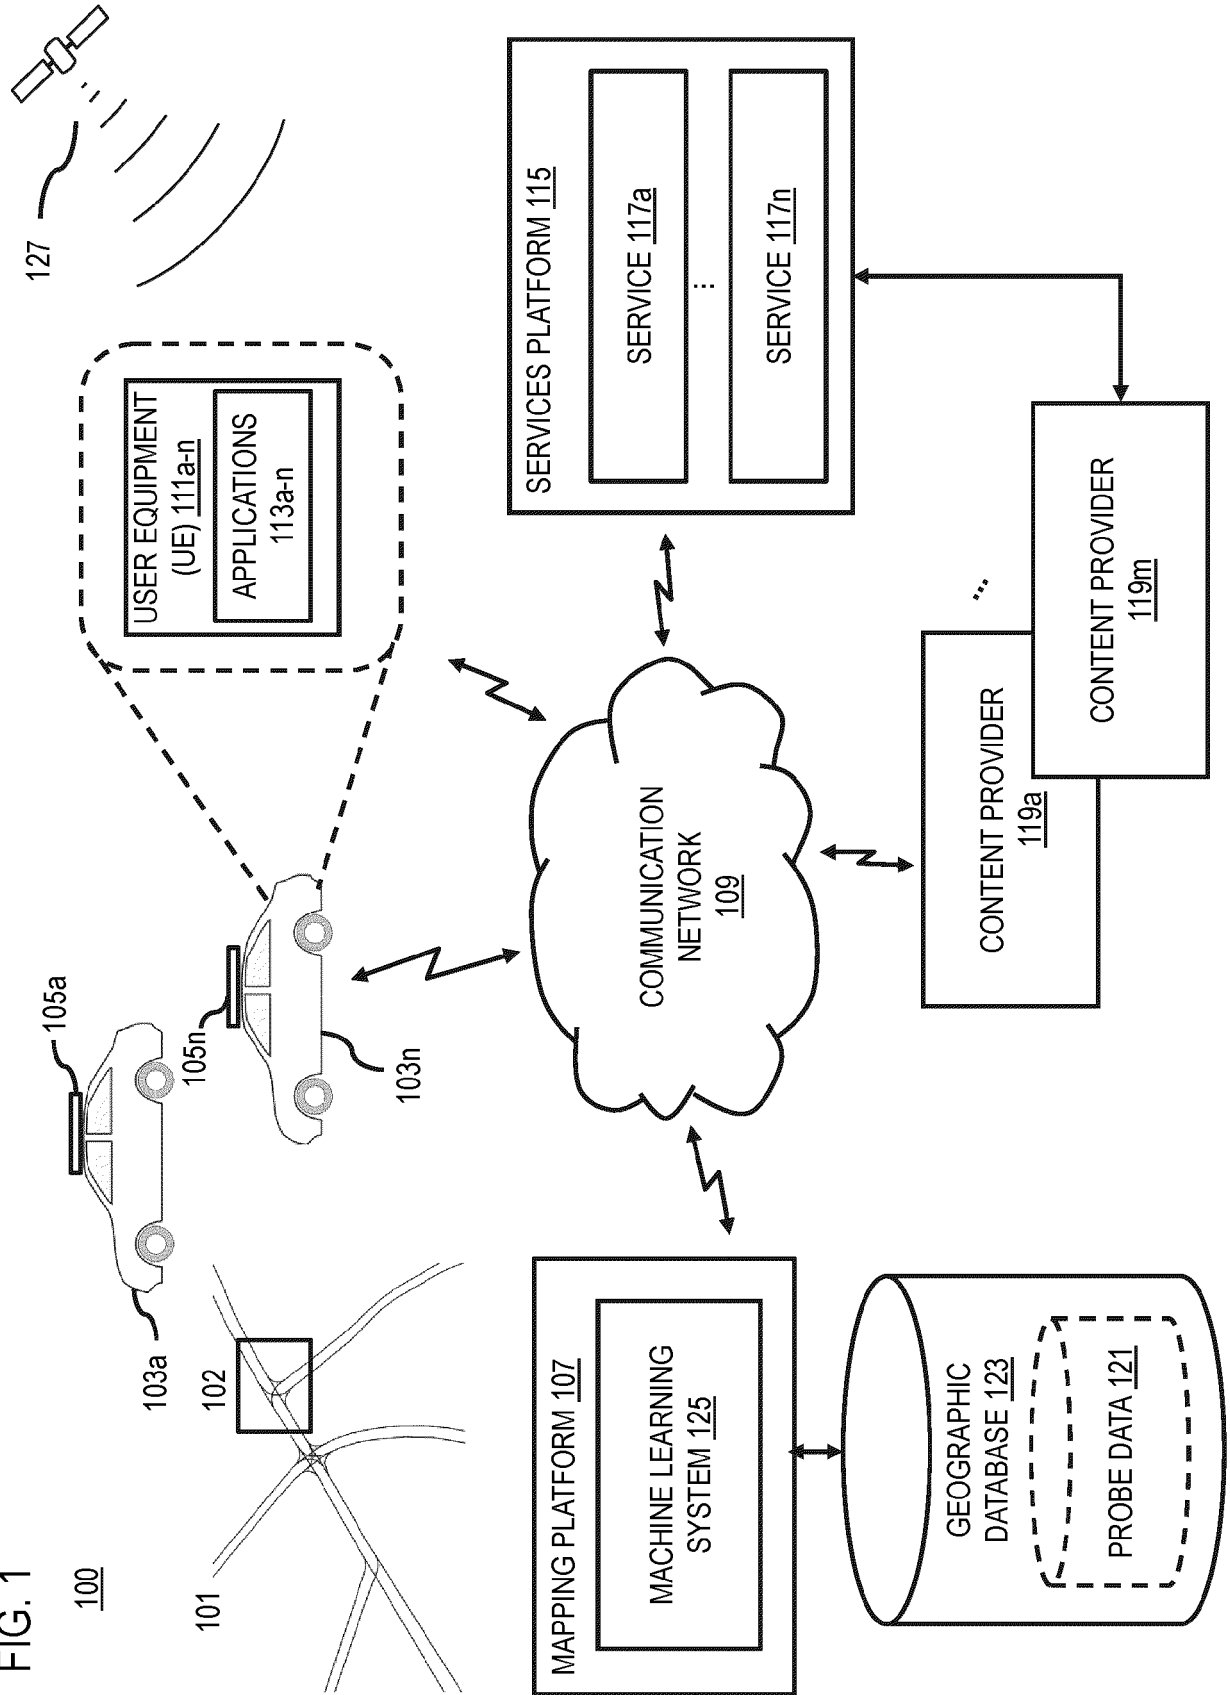 FIG. 1
100
101
102
103a
105a
105n
103n
127
USER EQUIPMENT
(UE) 111a-n
APPLICATIONS
113a-n
MAPPING PLATFORM 107
MACHINE LEARNING
SYSTEM 125
GEOGRAPHIC
DATABASE 123
PROBE DATA 121
COMMUNICATION
NETWORK
109
SERVICES PLATFORM 115
SERVICE 117a
...
SERVICE 117n
CONTENT PROVIDER
119a
...
CONTENT PROVIDER
119m